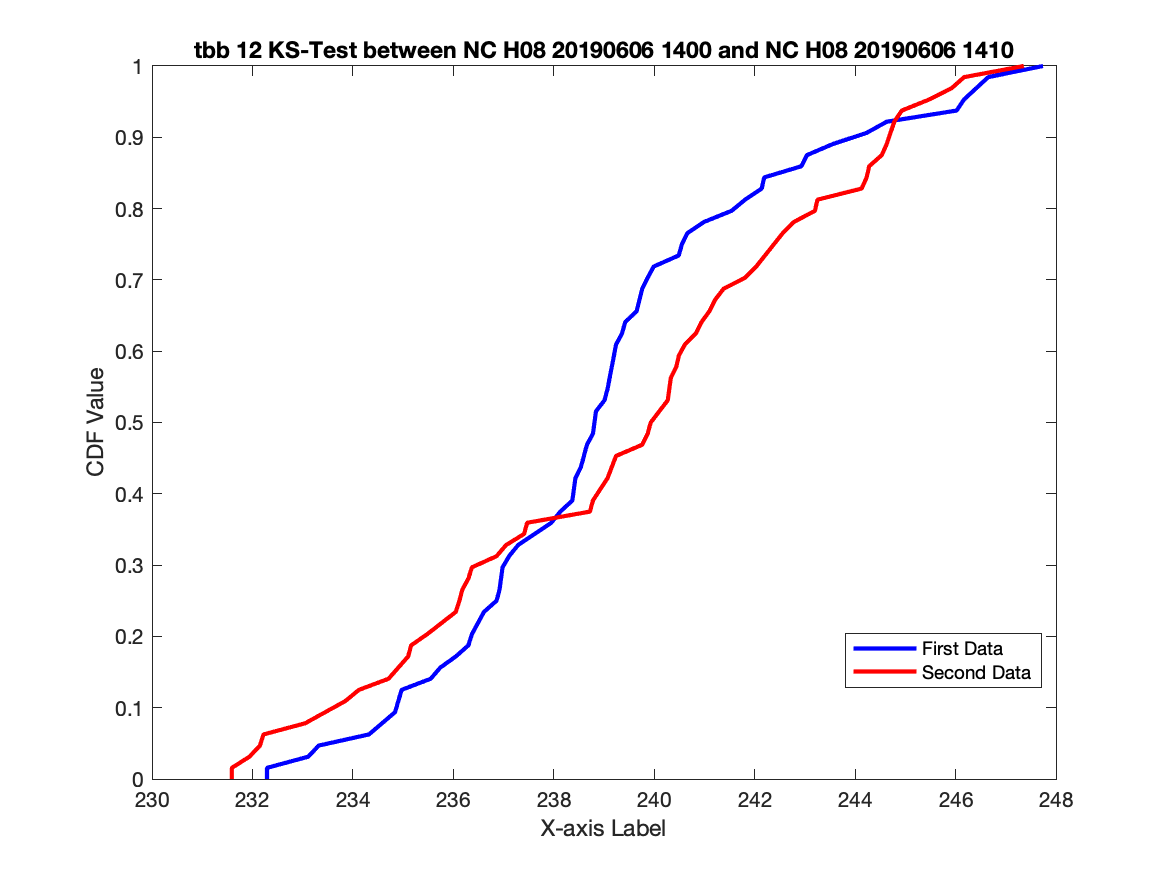 tbb 12 KS-Test between NC H08 20190606 1400 and NC H08 20190606 1410
1
0.9
0.8
0.7
0.6
0.5
0.4
0.3
0.2
0.1
0
CDF Value
First Data
Second Data
230 232 234 236 238 240 242 244 246 248
X-axis Label